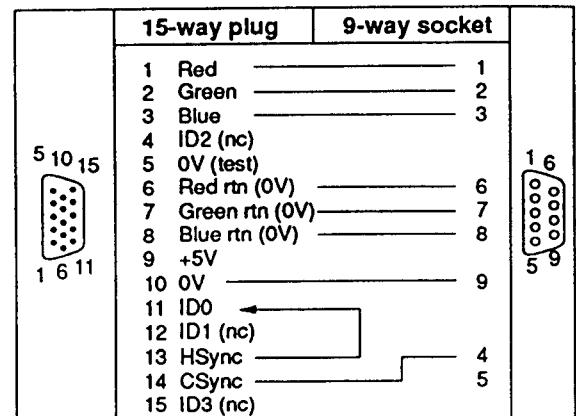 15-way plug 9-way socket
1 Red 1
2 Green 2
3 Blue 3
4 ID2 (nc)
5 0V (test)
6 Red rtn (0V) 6
7 Green rtn (0V) 7
8 Blue rtn (0V) 8
9 +5V
10 0V 9
11 ID0
12 ID1 (nc)
13 HSync 4
14 CSync 5
15 ID3 (nc)
5 10 15
1 6 11
1 6
5 9